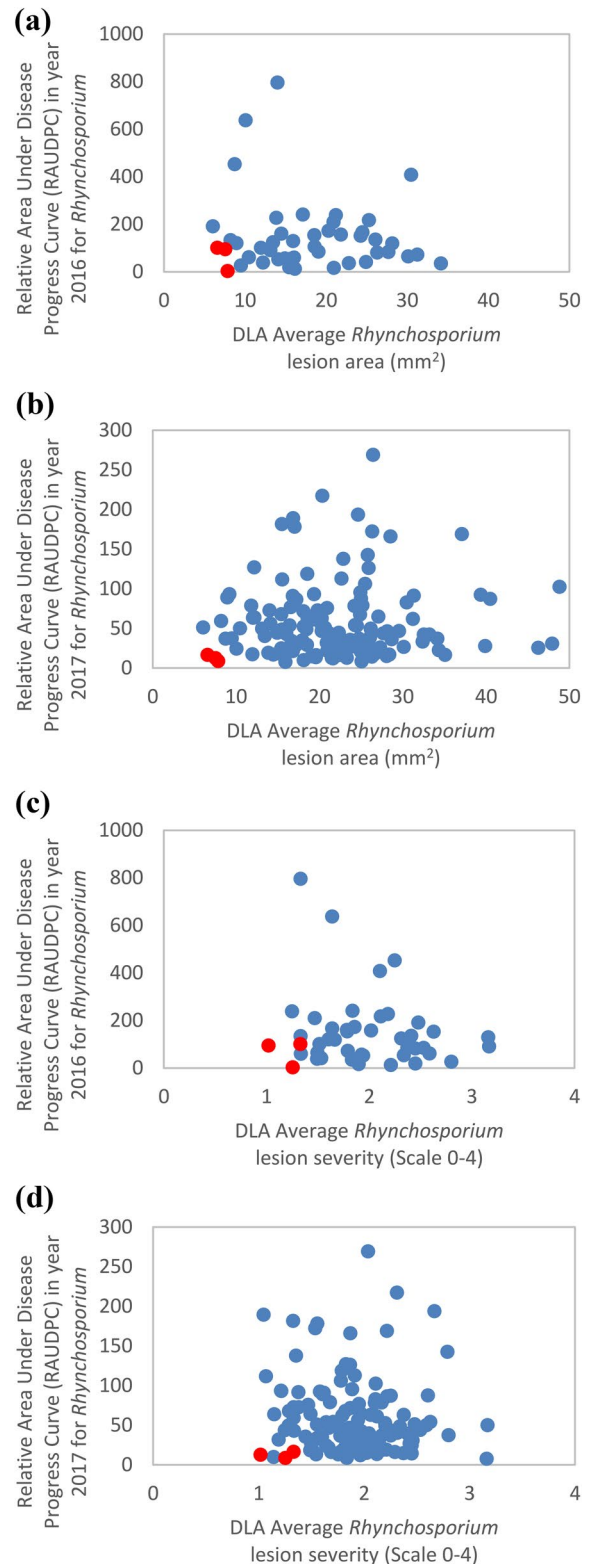 (a)
Relative Area Under Disease
Progress Curve (RAUDPC) in year
2016 for Rhynchosporium
1000
800
600
400
200
0
0 10 20 30 40 50
DLA Average Rhynchosporium
lesion area (mm²)
(b)
Relative Area Under Disease
Progress Curve (RAUDPC) in year
2017 for Rhynchosporium
300
250
200
150
100
50
0
0 10 20 30 40 50
DLA Average Rhynchosporium
lesion area (mm²)
(c)
Relative Area Under Disease
Progress Curve (RAUDPC) in year
2016 for Rhynchosporium
1000
800
600
400
200
0
0 1 2 3 4
DLA Average Rhynchosporium
lesion severity (Scale 0-4)
(d)
Relative Area Under Disease
Progress Curve (RAUDPC) in year
2017 for Rhynchosporium
300
250
200
150
100
50
0
0 1 2 3 4
DLA Average Rhynchosporium
lesion severity (Scale 0-4)